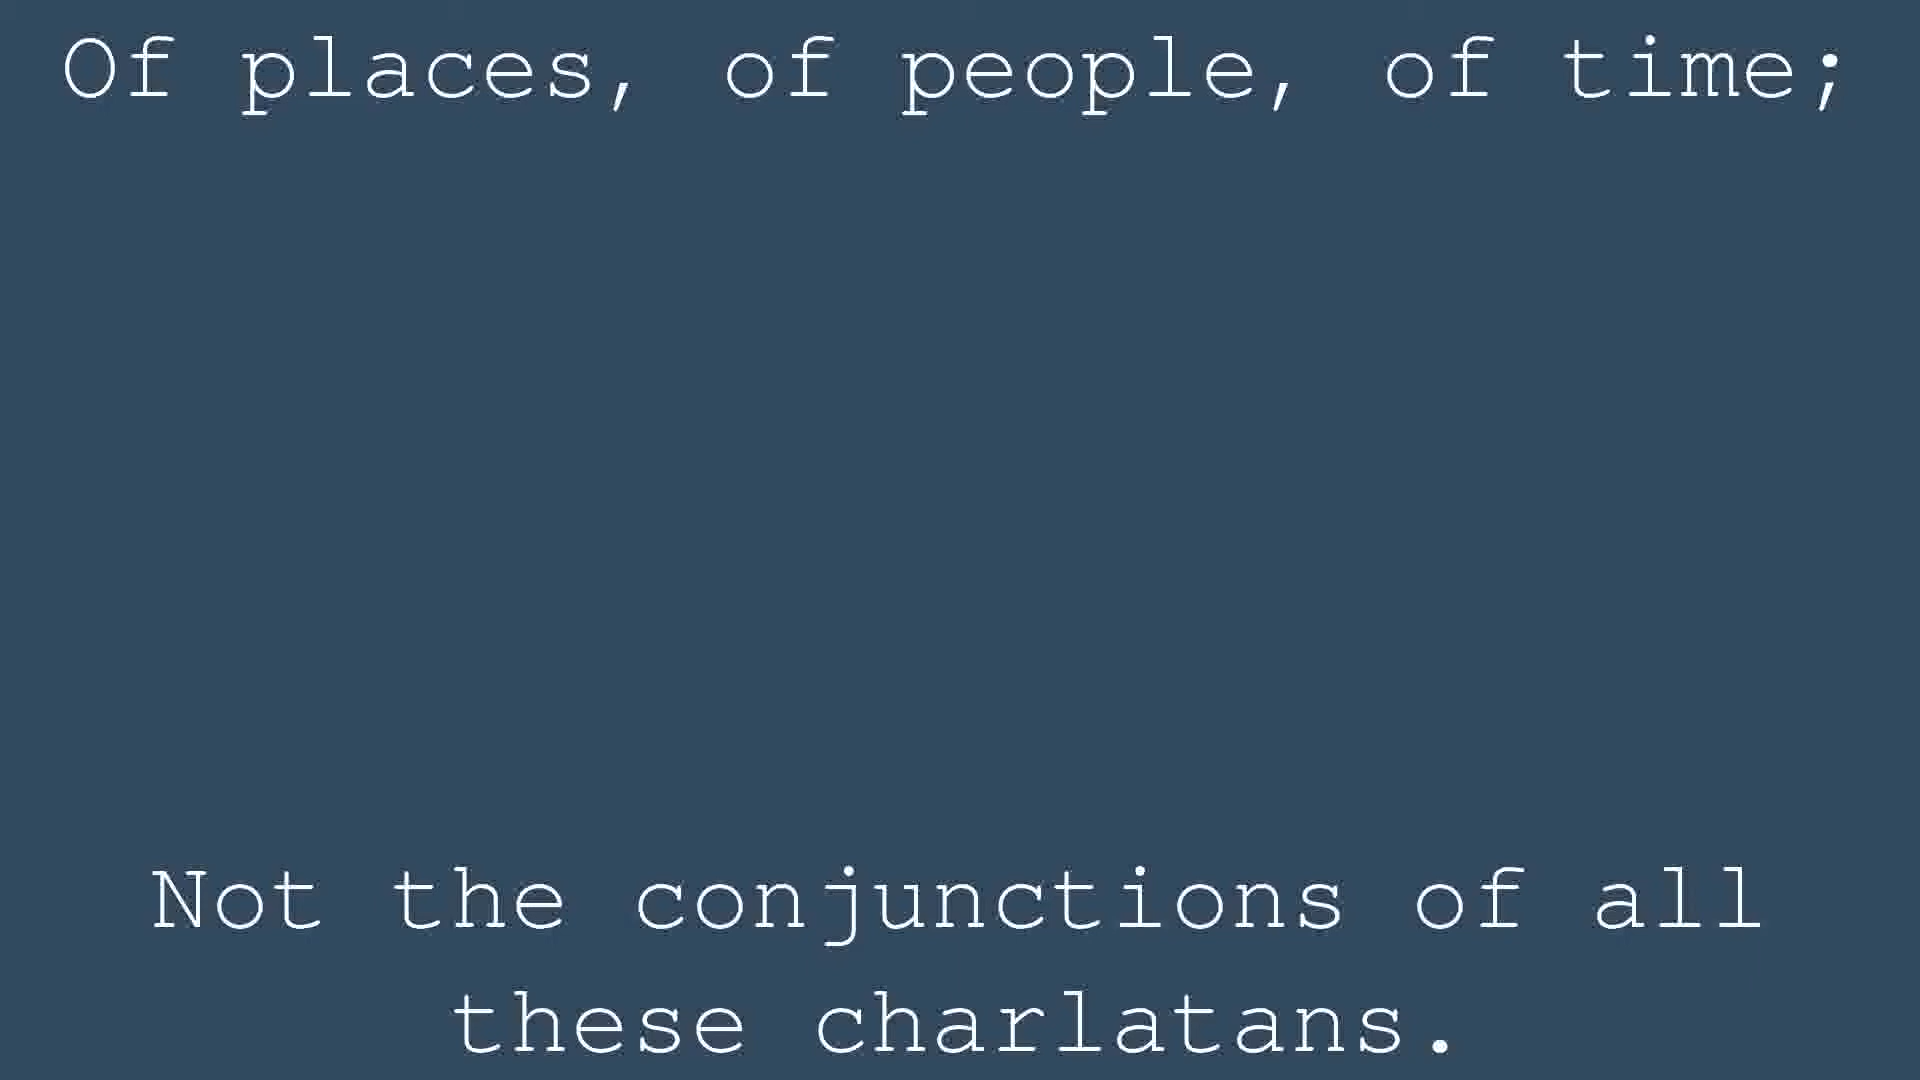 Of places, of people, of time;
Not the conjunctions of all
these charlatans.